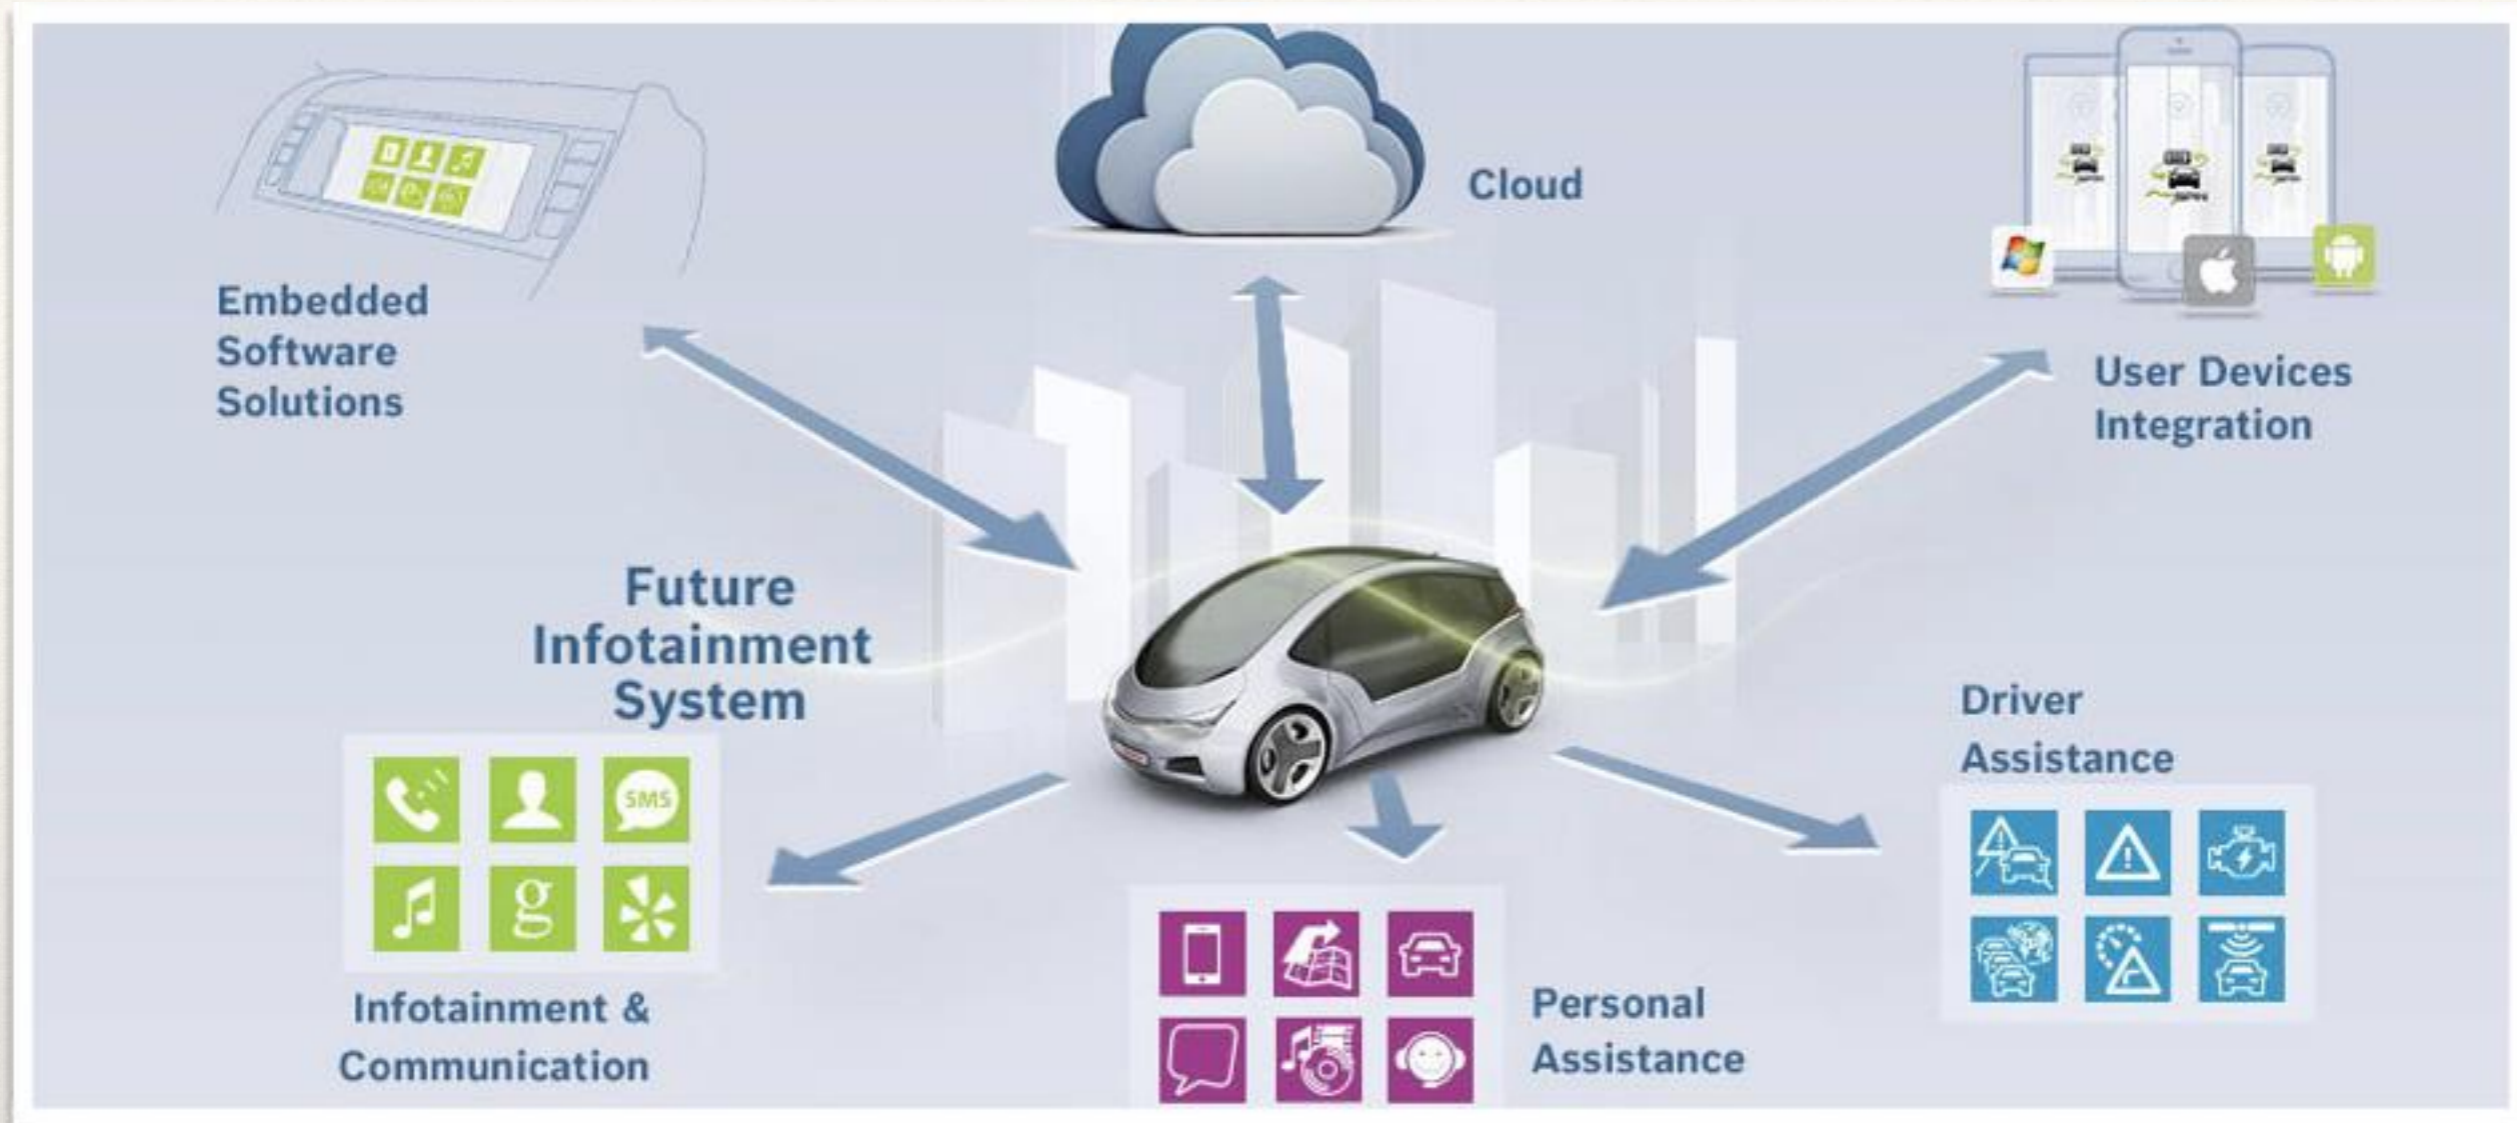 Cloud
Embedded
Software
Solutions
User Devices
Integration
Future
Infotainment
System
Driver
Assistance
SMS
g
Infotainment &
Communication
Personal
Assistance